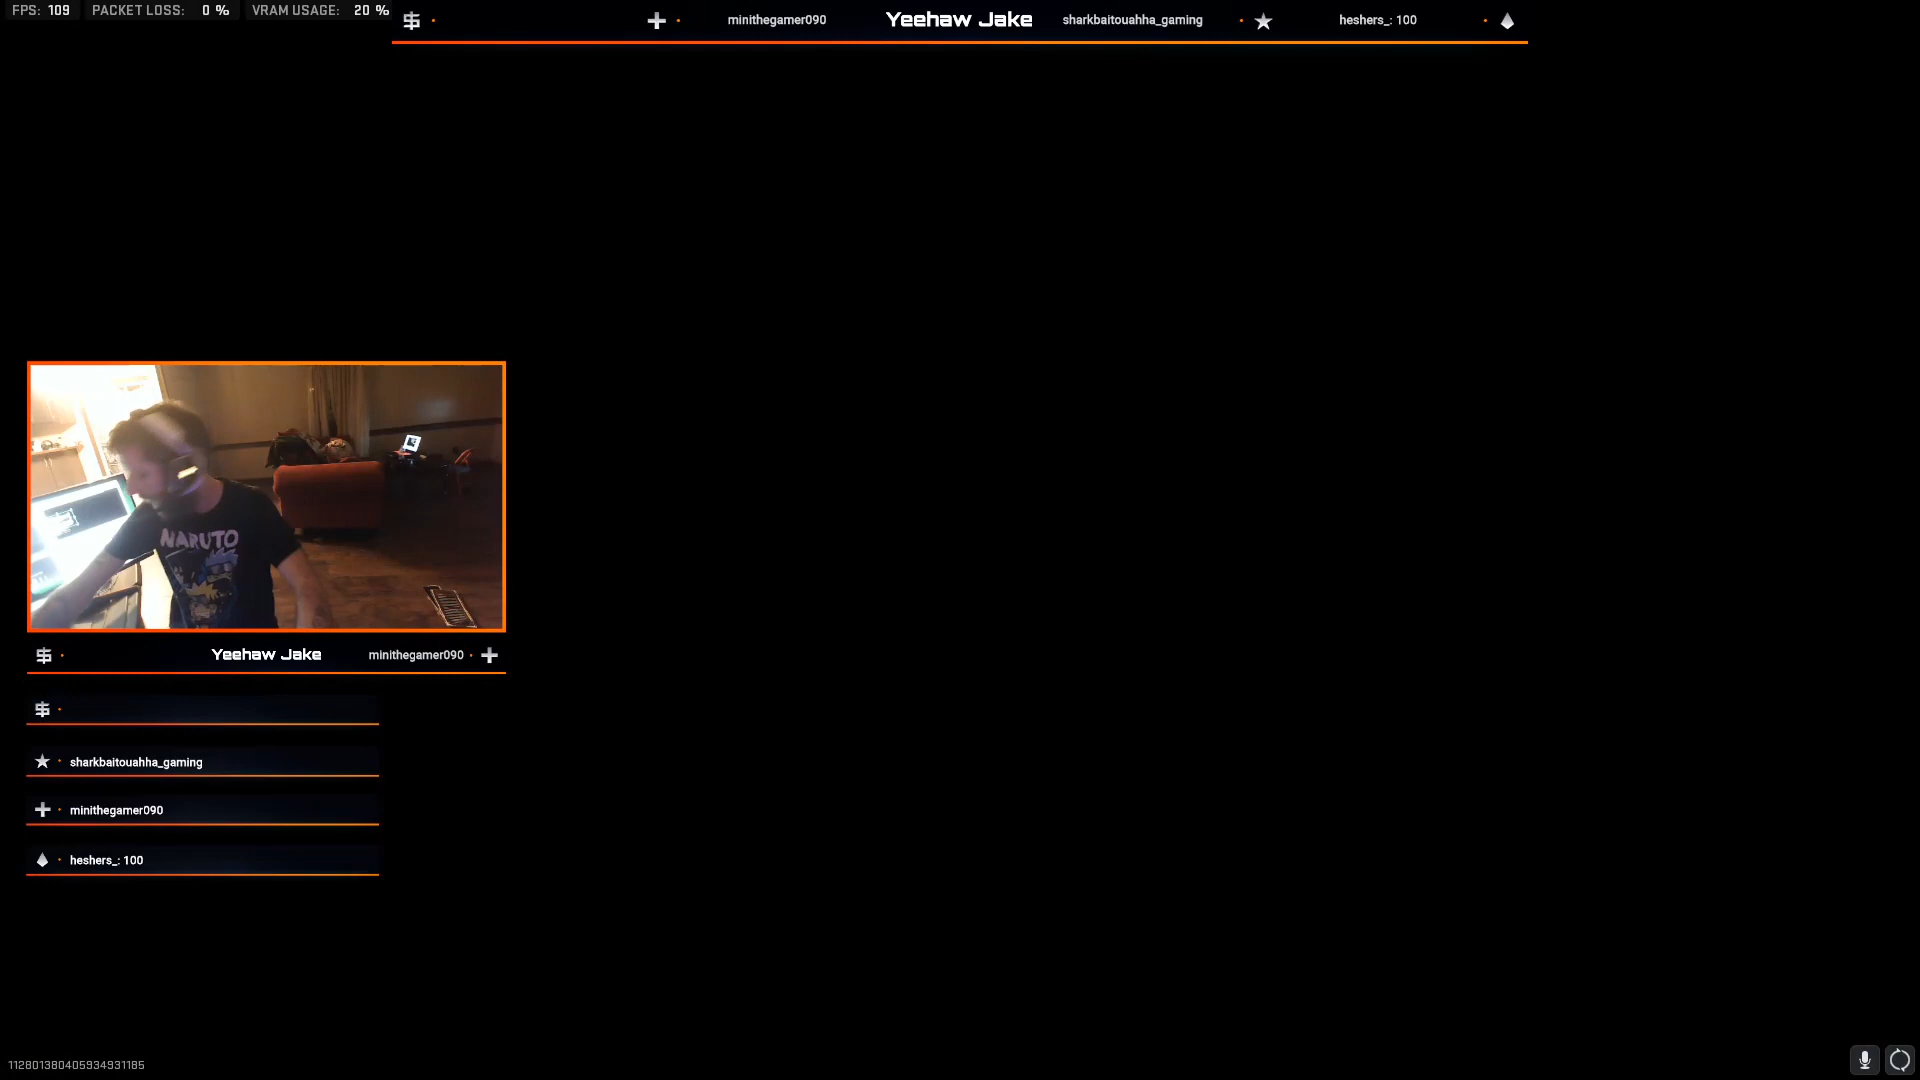 FPS: 109 PACKET LOSS: 0 % VRAM USAGE: 20 %
minithegamer090 Yeehaw Jake sharkbaitouahha_gaming heshers_: 100
NARUTO
Yeehaw Jake minithegamer090
sharkbaitouahha_gaming
minithegamer090
heshers_: 100
112801380405934931185